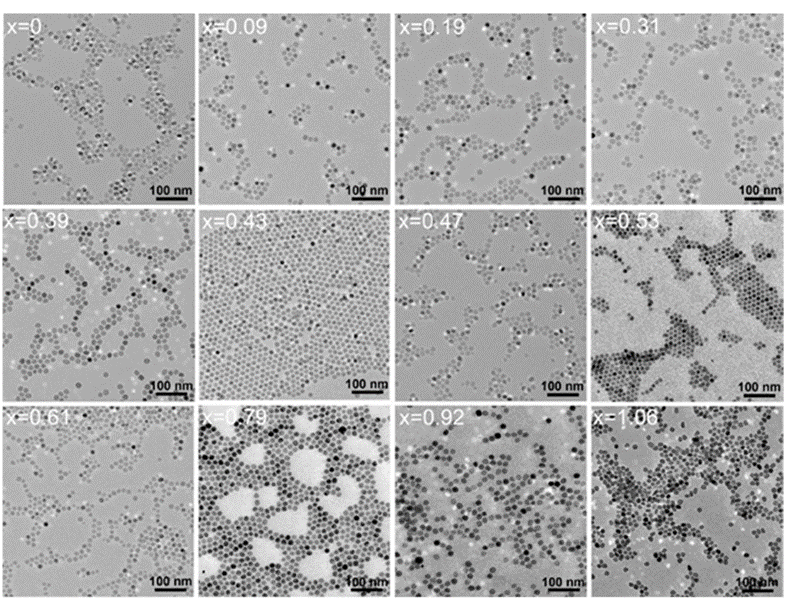 x=0
x=0.09
x=0.19
x=0.31
100 nm
100 nm
100 nm
100 nm
x=0.39
x=0.43
x=0.47
x=0.53
100 nm
100 nm
100 nm
100 nm
x=0.61
x=0.79
x=0.92
x=1.06
100 nm
100 nm
100 nm
100 nm